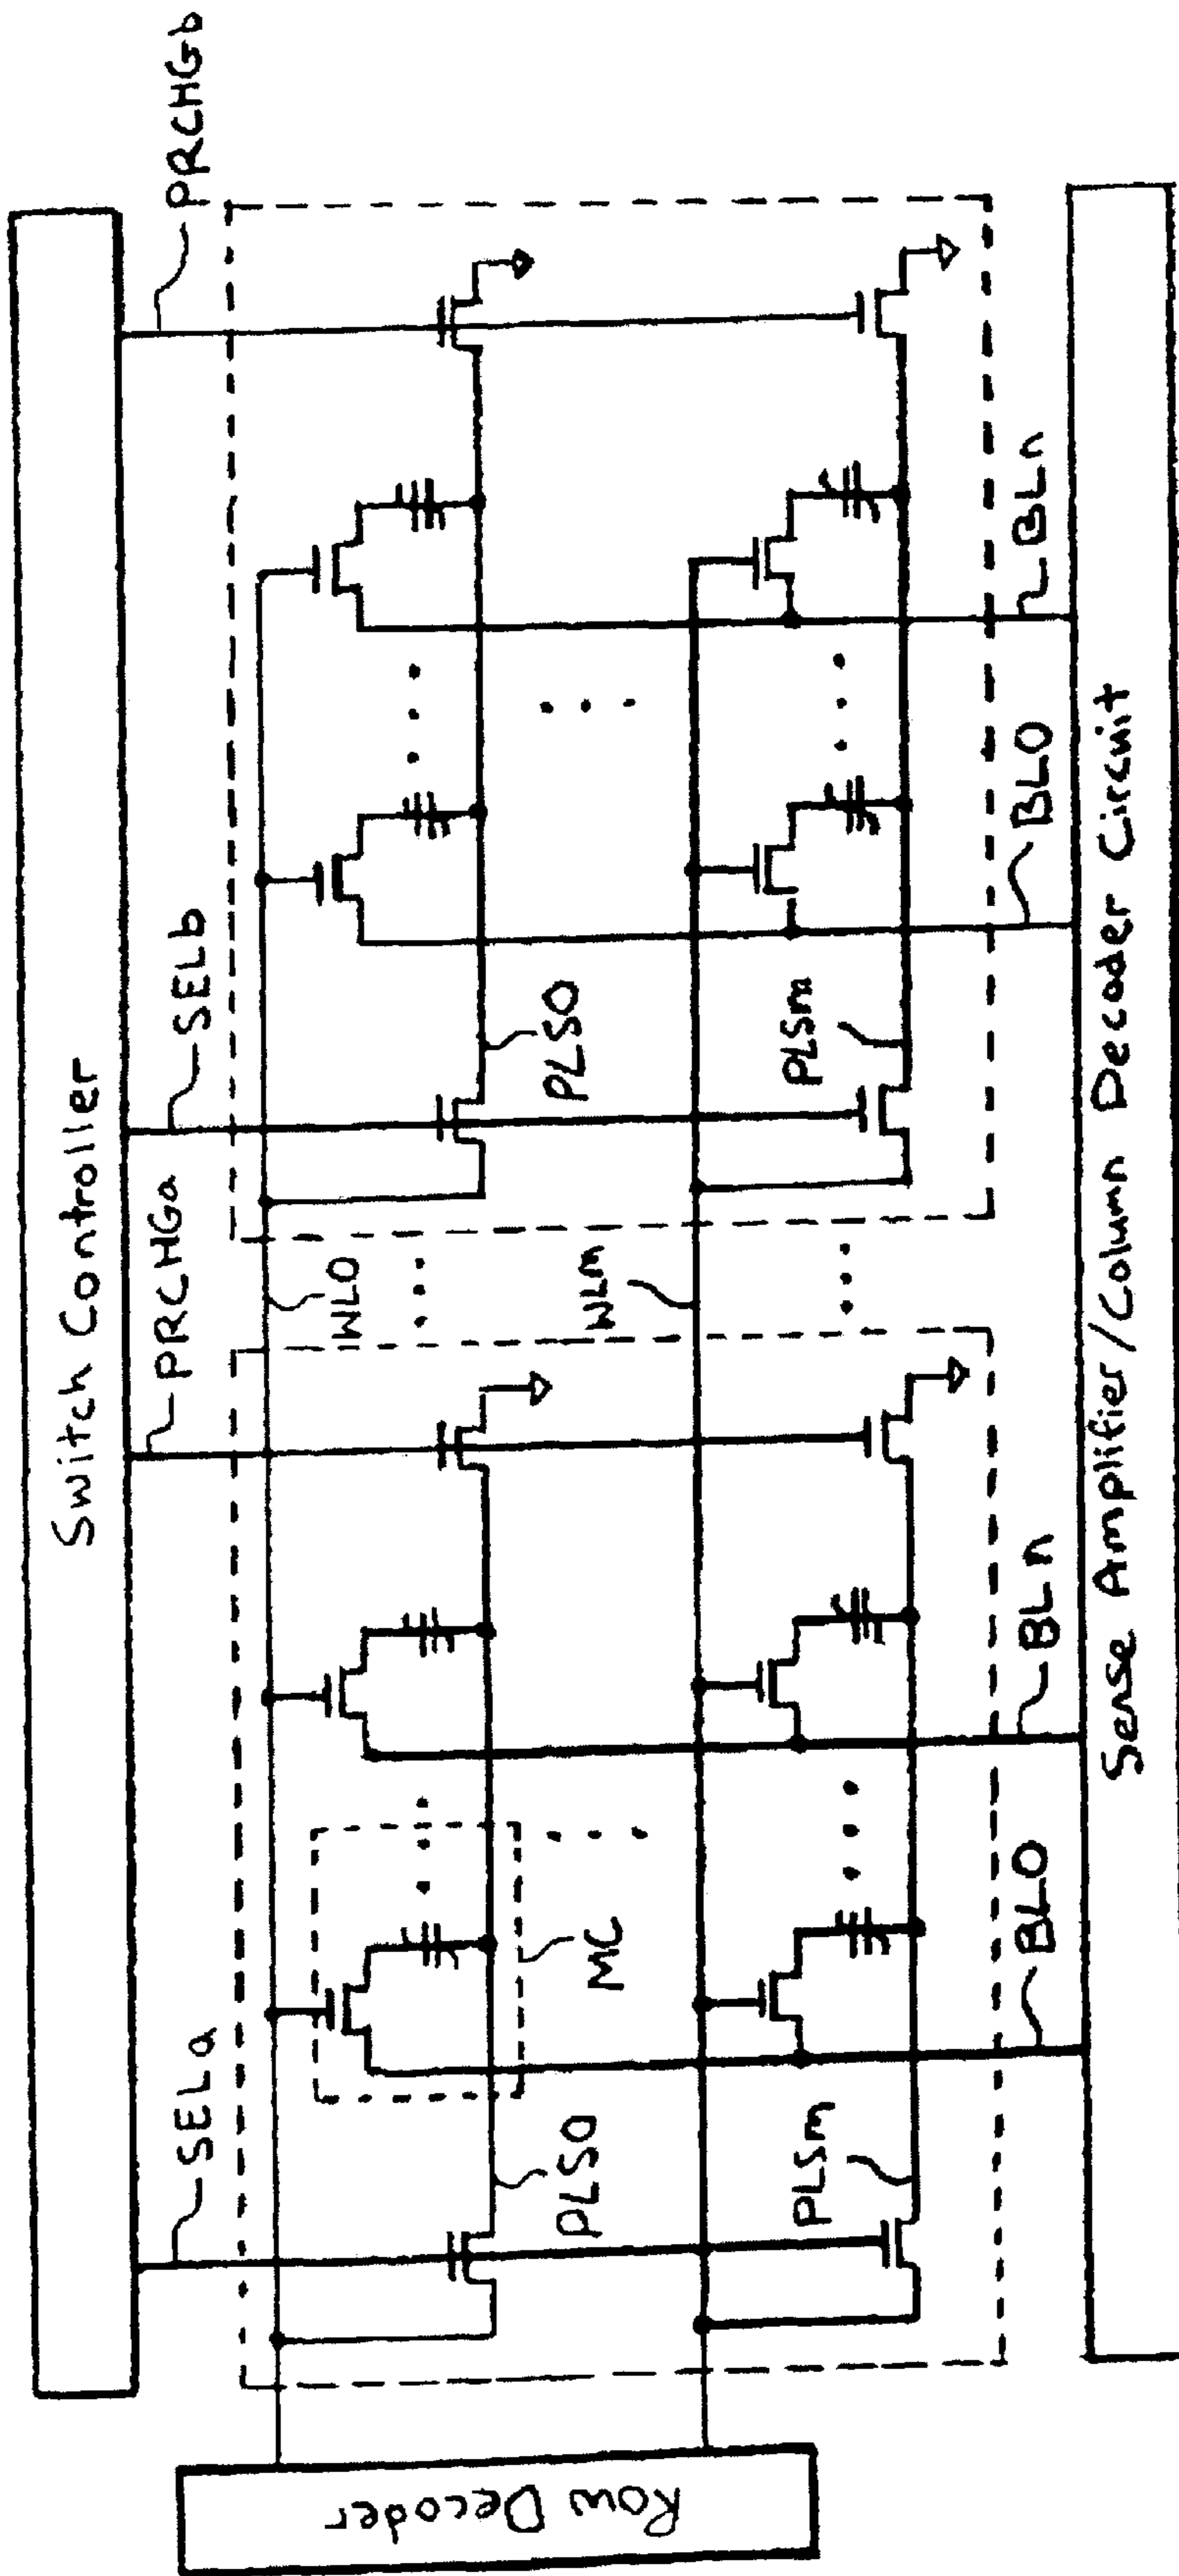 Switch Controller
SELa
PRCHGa
SELb
PRCHGb
WL0
MC
PLS0
PLS0
WLm
PLSm
PLSm
BL0
BLn
BL0
BLn
Row Decoder
Sense Amplifier/Column Decoder Circuit